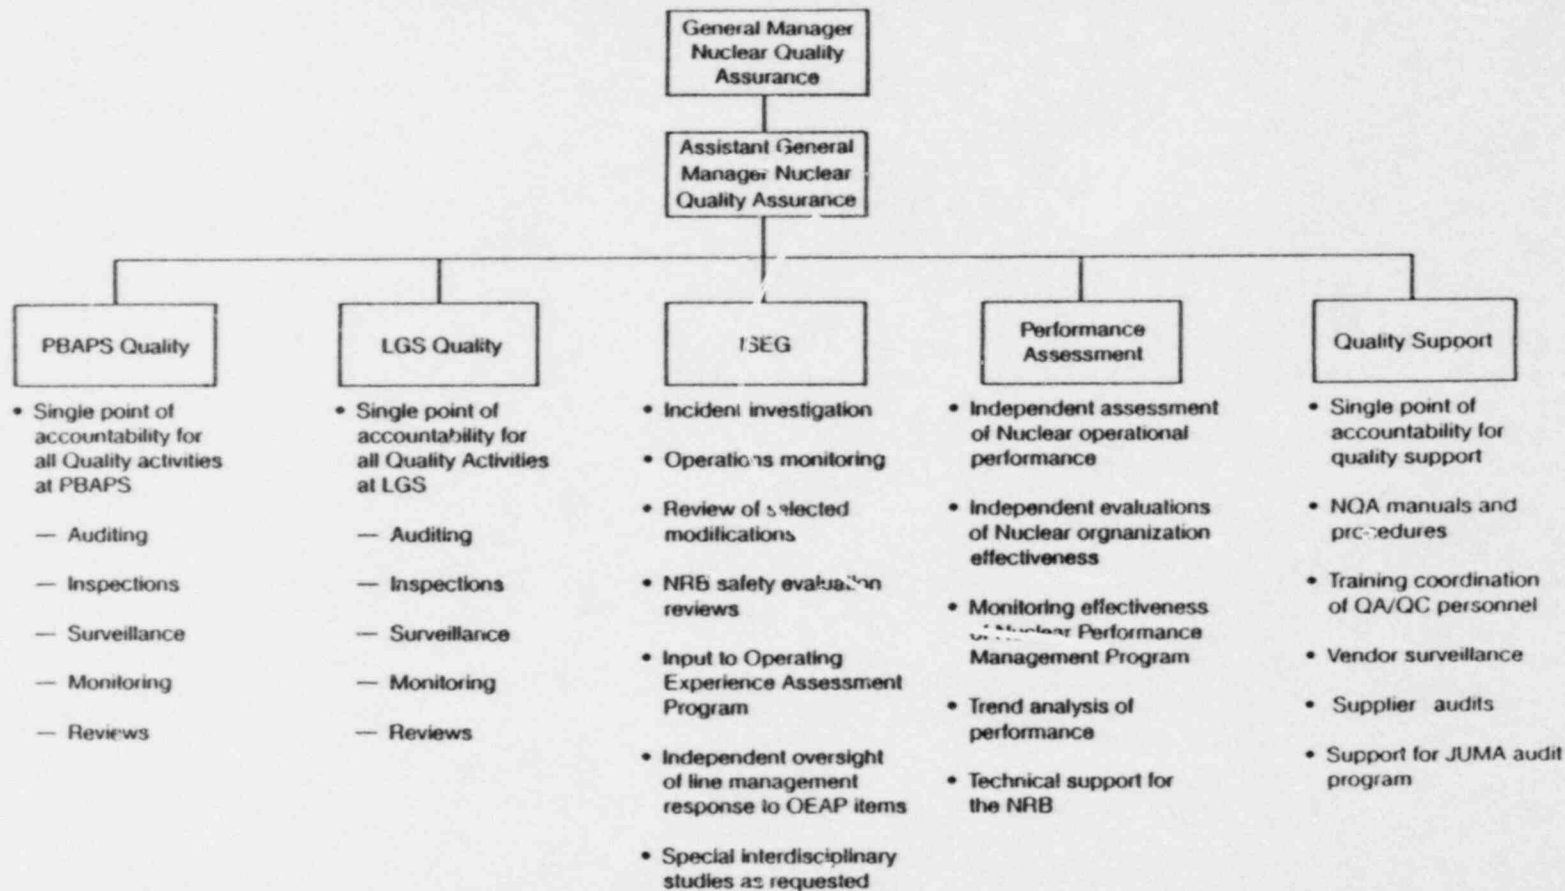 General Manager
Nuclear Quality
Assurance
Assistant General
Manager Nuclear
Quality Assurance
PBAPS Quality
• Single point of
accountability for
all Quality activities
at PBAPS
— Auditing
— Inspections
— Surveillance
— Monitoring
— Reviews
LGS Quality
• Single point of
accountability for
all Quality Activities
at LGS
— Auditing
— Inspections
— Surveillance
— Monitoring
— Reviews
ISEG
• Incident investigation
• Operations monitoring
• Review of selected
modifications
• NRB safety evaluation
reviews
• Input to Operating
Experience Assessment
Program
• Independent oversight
of line management
response to OEAP items
• Special interdisciplinary
studies as requested
Performance
Assessment
• Independent assessment
of Nuclear operational
performance
• Independent evaluations
of Nuclear orgnanization
effectiveness
• Monitoring effectiveness
of Nuclear Performance
Management Program
• Trend analysis of
performance
• Technical support for
the NRB
Quality Support
• Single point of
accountability for
quality support
• NQA manuals and
procedures
• Training coordination
of QA/QC personnel
• Vendor surveillance
• Supplier audits
• Support for JUMA audit
program